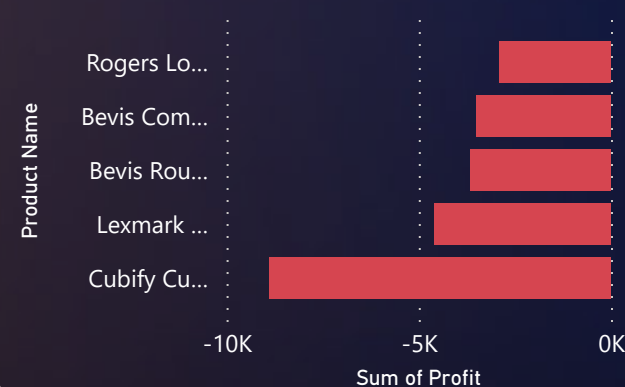 Product Name
Rogers Lo...
Bevis Com...
Bevis Rou...
Lexmark ...
Cubify Cu...
-10K
-5K
0K
Sum of Profit